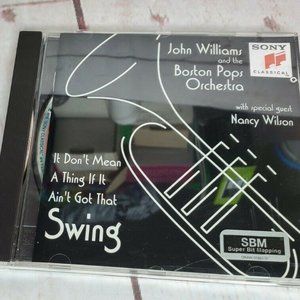 John Williams
and the
Boston Pops
Orchestra
SONY
CLASSICAL
with special guest
Nancy Wilson
It Don't Mean
A Thing If It
Ain't Got That
Swing
SBM
Super Bit Mapping